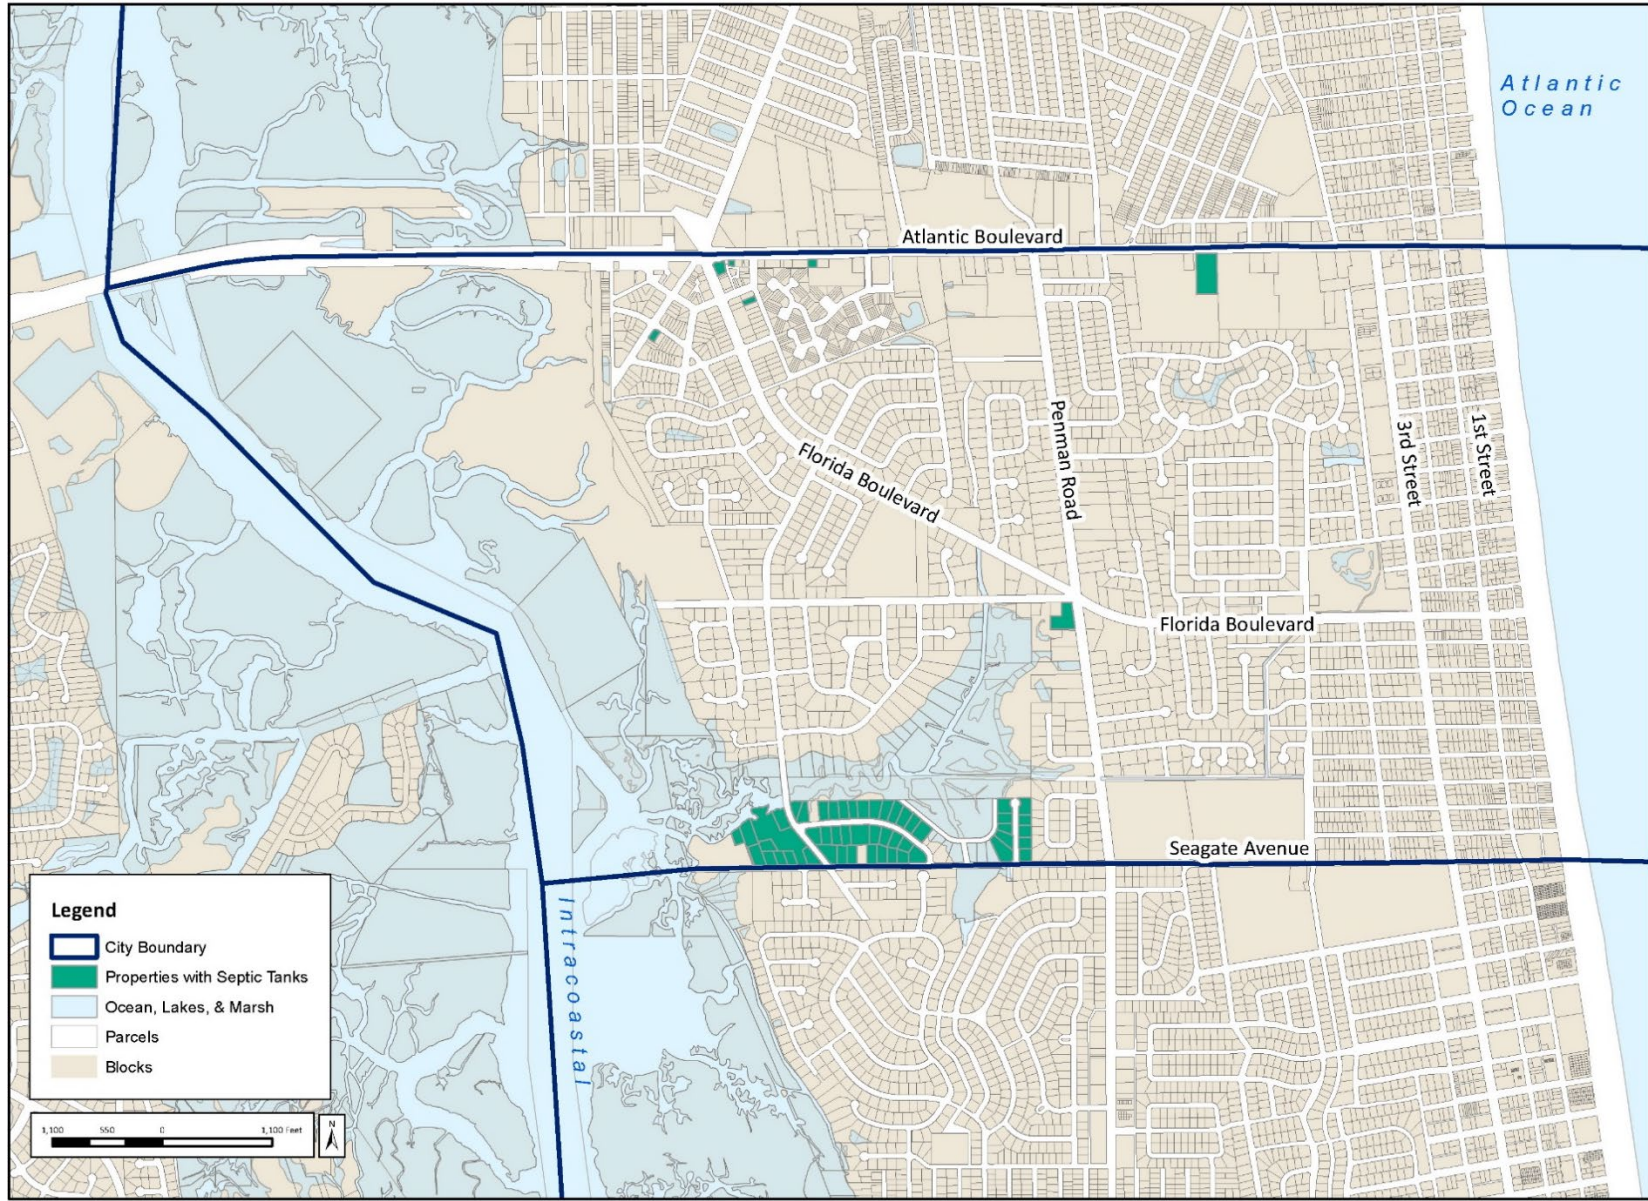 Atlantic
Ocean
Atlantic Boulevard
Penman Road
3rd Street
1st Street
Florida Boulevard
Florida Boulevard
Seagate Avenue
Intracoastal
Legend
City Boundary
Properties with Septic Tanks
Ocean, Lakes, & Marsh
Parcels
Blocks
1,100 550 0 1,100 Feet
N